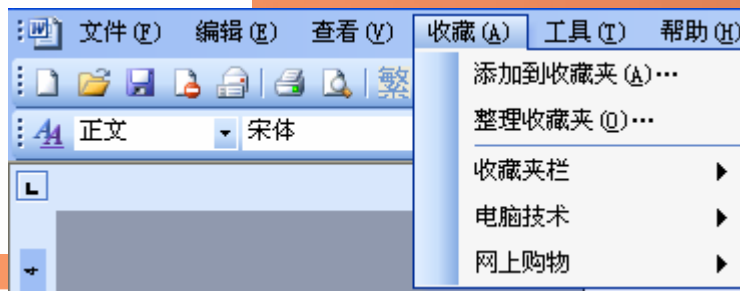 文件(F) 编辑(E) 查看(V) 收藏(A) 工具(T) 帮助(H)
添加到收藏夹(A)…
繁
整理收藏夹(O)…
正文 宋体
收藏夹栏
电脑技术
网上购物